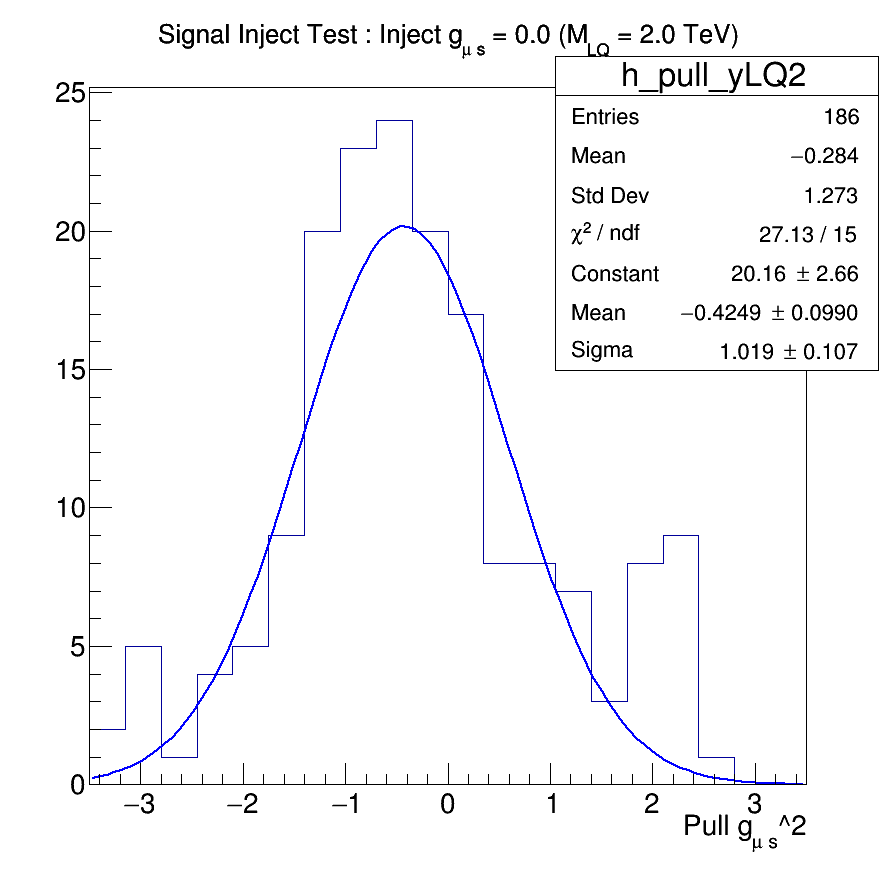 Signal Inject Test : Inject g_μ s = 0.0 (M_LQ = 2.0 TeV)
h_pull_yLQ2
Entries 186
Mean −0.284
Std Dev 1.273
χ² / ndf 27.13 / 15
Constant 20.16 ± 2.66
Mean −0.4249 ± 0.0990
Sigma 1.019 ± 0.107
25
20
15
10
5
0
−3 −2 −1 0 1 2 3
Pull g_μ s^2